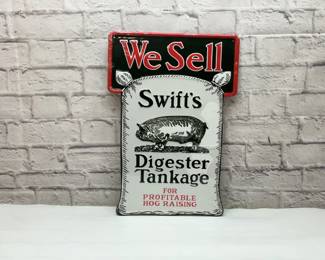 We Sell
Swift's
Digester
Tankage
FOR
PROFITABLE
HOG RAISING